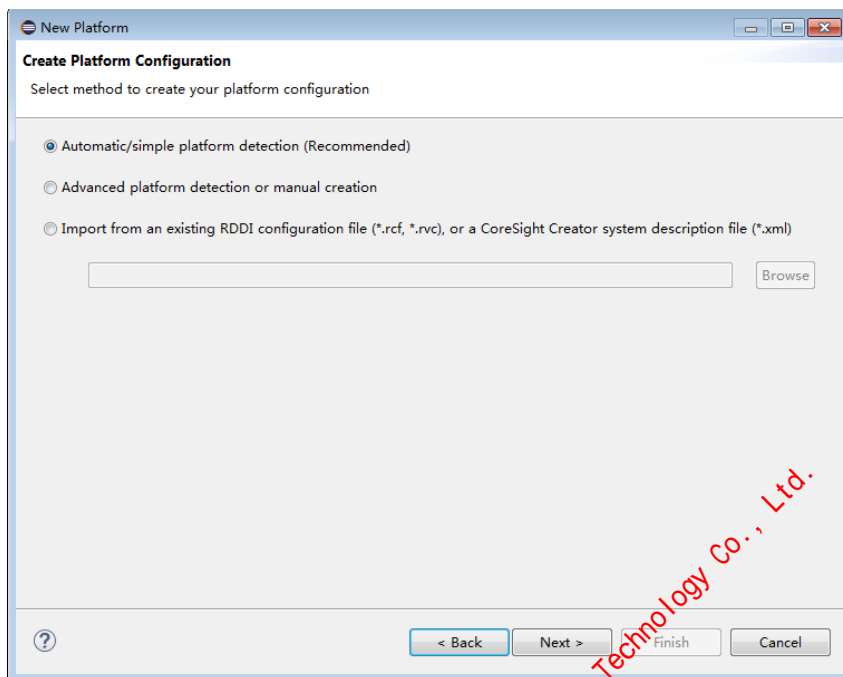 New Platform
Create Platform Configuration
Select method to create your platform configuration
Automatic/simple platform detection (Recommended)
Advanced platform detection or manual creation
Import from an existing RDDI configuration file (*.rcf, *.rvc), or a CoreSight Creator system description file (*.xml)
Browse
Technology Co., Ltd.
? < Back Next > Finish Cancel